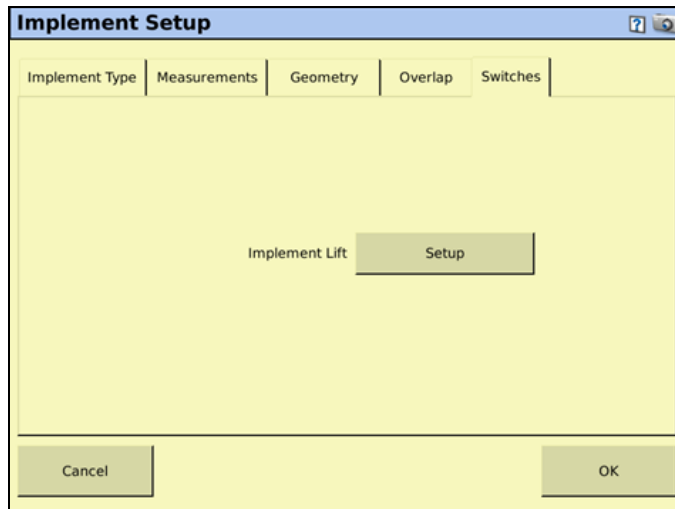 Implement Setup
?
Implement Type Measurements Geometry Overlap Switches
Implement Lift Setup
Cancel OK